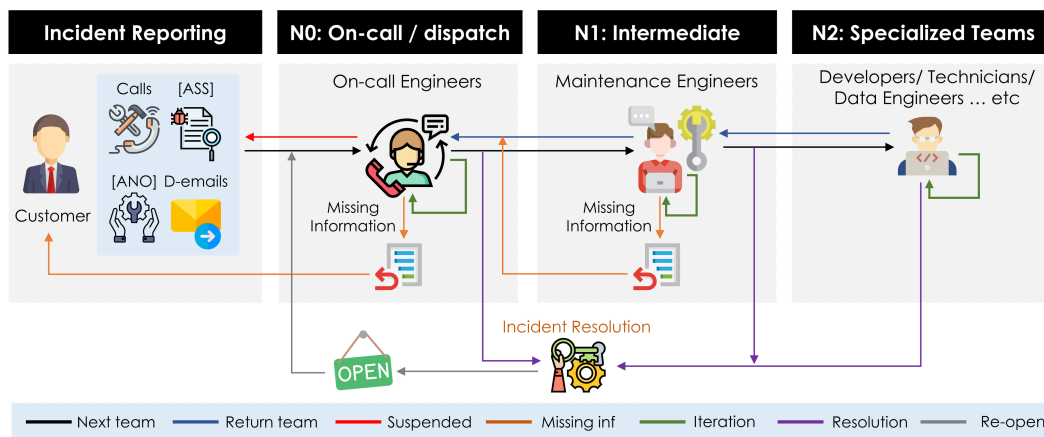 Incident Reporting
N0: On-call / dispatch
N1: Intermediate
N2: Specialized Teams
Calls
[ASS]
[ANO]
D-emails
Customer
On-call Engineers
Missing
Information
Maintenance Engineers
Missing
Information
Developers/ Technicians/
Data Engineers ... etc
</>
Incident Resolution
OPEN
Next team
Return team
Suspended
Missing inf
Iteration
Resolution
Re-open